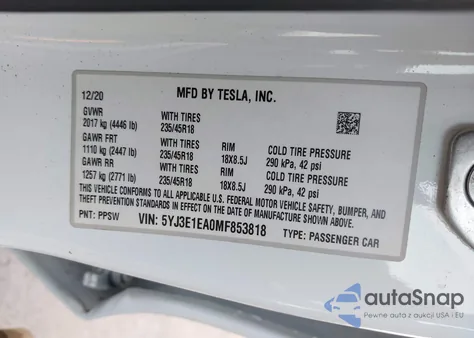 MFD BY TESLA, INC.
12/20
GVWR WITH TIRES
2017 kg (4446 lb) 235/45R18
GAWR FRT WITH TIRES RIM COLD TIRE PRESSURE
1110 kg (2447 lb) 235/45R18 18X8.5J 290 kPa, 42 psi
GAWR RR WITH TIRES RIM COLD TIRE PRESSURE
1257 kg (2771 lb) 235/45R18 18X8.5J 290 kPa, 42 psi
THIS VEHICLE CONFORMS TO ALL APPLICABLE U.S. FEDERAL MOTOR VEHICLE SAFETY, BUMPER, AND
THEFT PREVENTION STANDARDS IN EFFECT ON THE DATE OF MANUFACTURE SHOWN ABOVE.
PNT: PPSW VIN: 5YJ3E1EA0MF853818 TYPE: PASSENGER CAR
autoSnap
Pewne auto z USA i EU